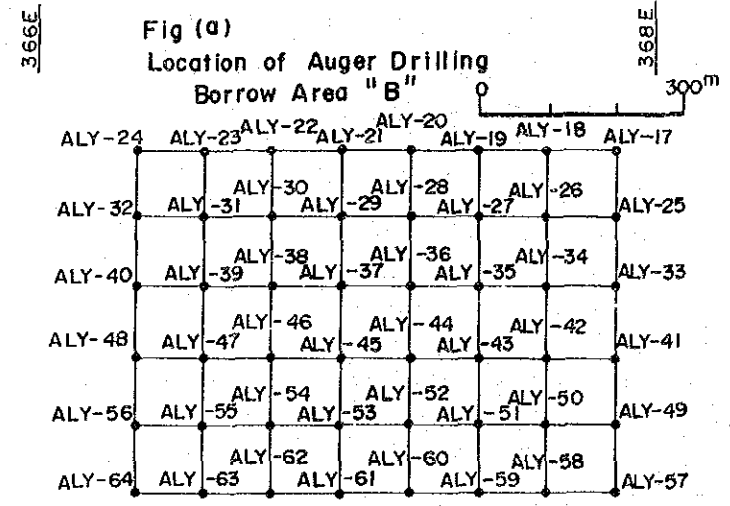 366E
368E
Fig (a)
Location of Auger Drilling
Borrow Area "B"
0 300m
ALY-24 ALY-23 ALY-22 ALY-21 ALY-20 ALY-19 ALY-18 ALY-17
ALY-32 ALY-31 ALY-30 ALY-29 ALY-28 ALY-27 ALY-26 ALY-25
ALY-40 ALY-39 ALY-38 ALY-37 ALY-36 ALY-35 ALY-34 ALY-33
ALY-48 ALY-47 ALY-46 ALY-45 ALY-44 ALY-43 ALY-42 ALY-41
ALY-56 ALY-55 ALY-54 ALY-53 ALY-52 ALY-51 ALY-50 ALY-49
ALY-64 ALY-63 ALY-62 ALY-61 ALY-60 ALY-59 ALY-58 ALY-57